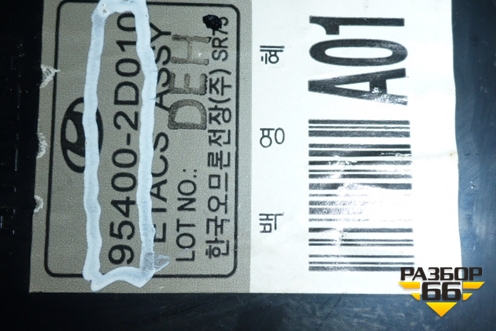 95400-2D010
ETACS ASSY
DEH
LOT NO.:
한국오므론전장(주) SR75
백 영 혜
A01
РАЗБОР
66